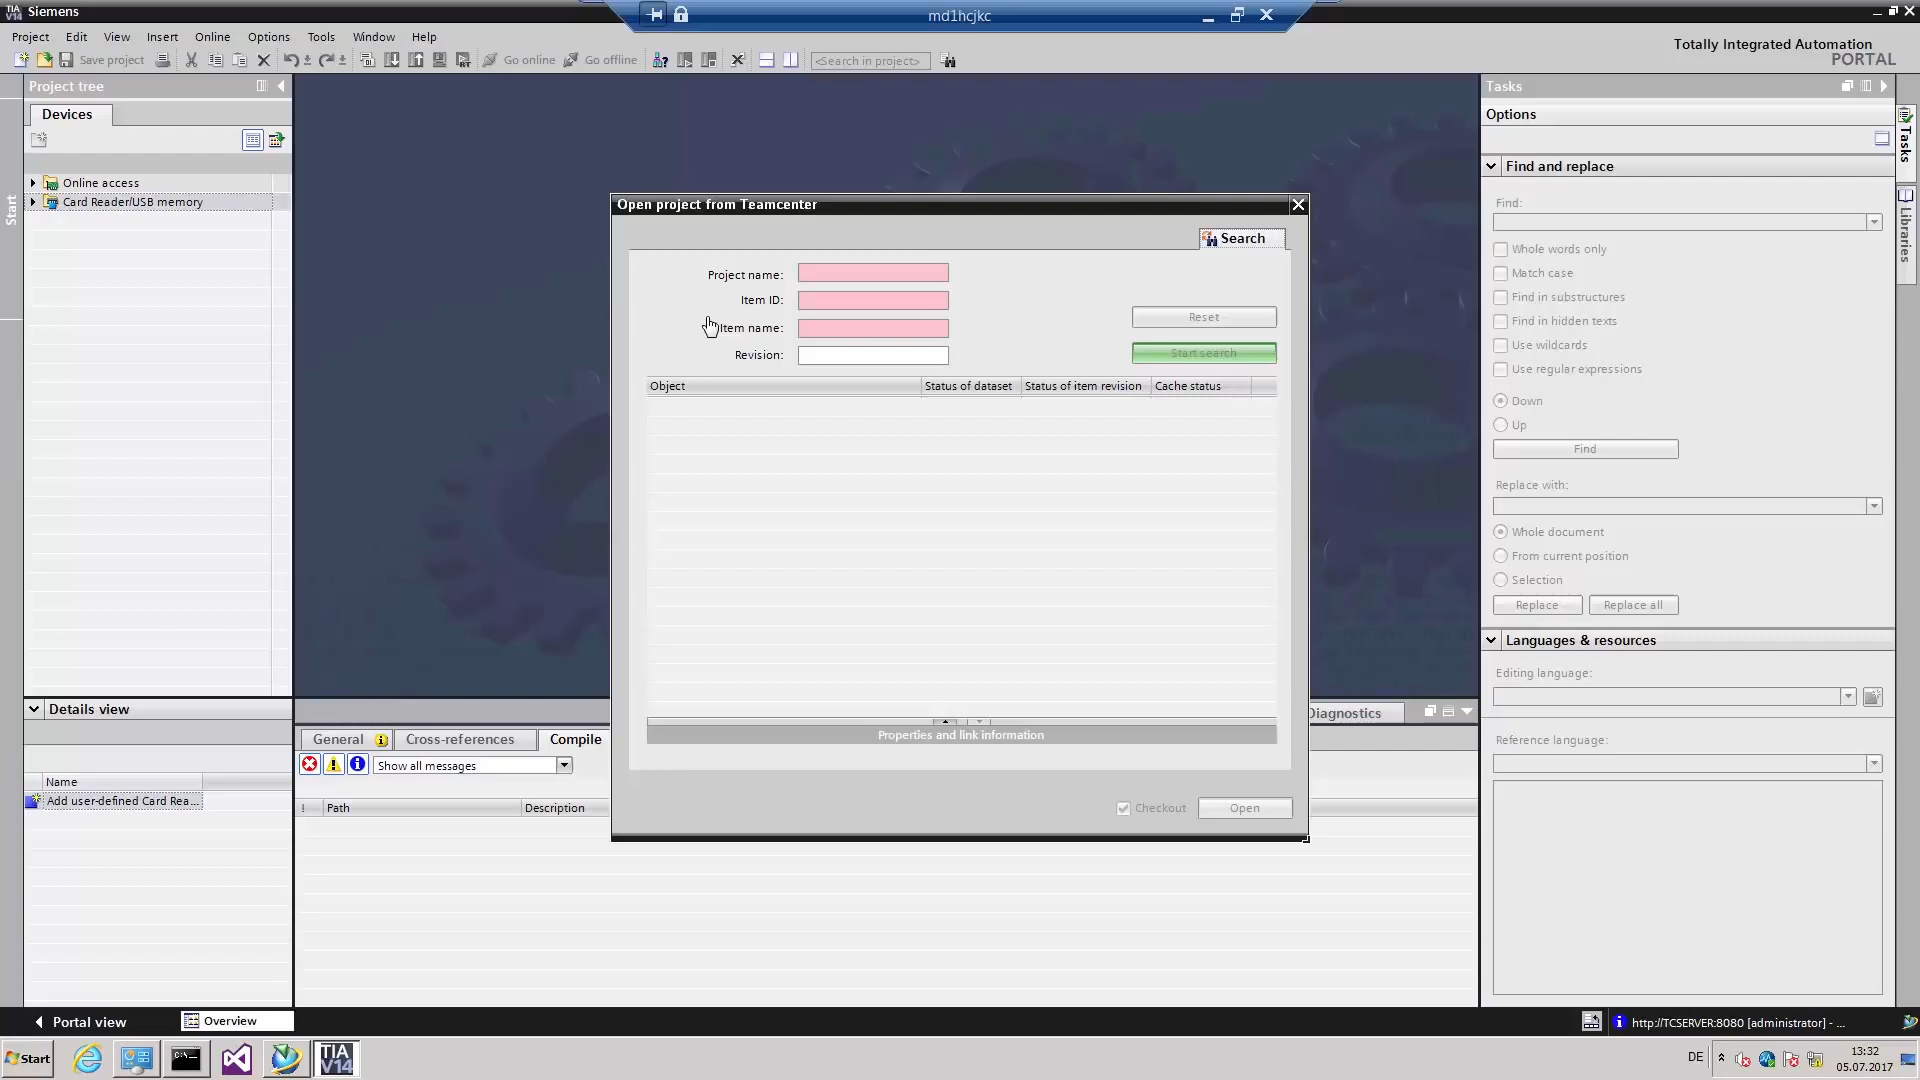 TIA
V14
Siemens
md1hcjkc
Project
Edit
View
Insert
Online
Options
Tools
Window
Help
Save project
Go online
Go offline
<Search in project>
Totally Integrated Automation
PORTAL
Project tree
Devices
Start
Online access
Card Reader/USB memory
Details view
Name
Add user-defined Card Rea...
Open project from Teamcenter
Search
Project name:
Item ID:
Item name:
Revision:
Reset
Start search
Object
Status of dataset
Status of item revision
Cache status
Properties and link information
Checkout
Open
Diagnostics
General
Cross-references
Compile
Show all messages
!
Path
Description
Tasks
Options
Find and replace
Find:
Whole words only
Match case
Find in substructures
Find in hidden texts
Use wildcards
Use regular expressions
Down
Up
Find
Replace with:
Whole document
From current position
Selection
Replace
Replace all
Languages & resources
Editing language:
Reference language:
Tasks
Libraries
Portal view
Overview
http://TCSERVER:8080 [administrator] - ...
Start
TIA
V14
DE
13:32
05.07.2017